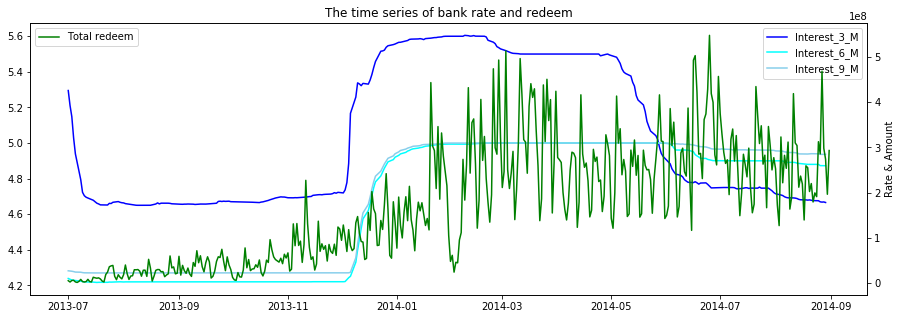 The time series of bank rate and redeem
1e8
Total redeem
Interest_3_M
Interest_6_M
Interest_9_M
5.6
5.4
5.2
5.0
4.8
4.6
4.4
4.2
5
4
3
2
1
0
Rate & Amount
2013-07 2013-09 2013-11 2014-01 2014-03 2014-05 2014-07 2014-09